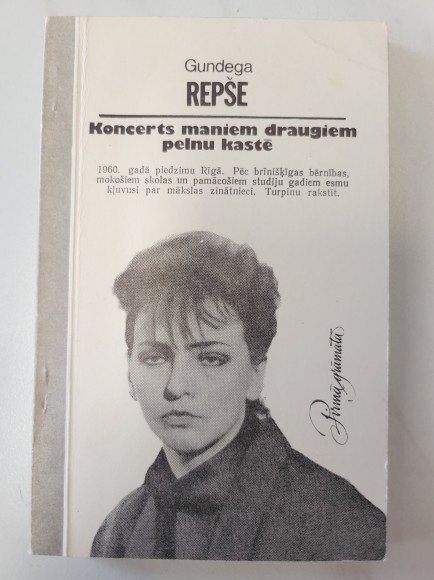 Gundega
REPŠE
Koncerts maniem draugiem
pelnu kastē
1960. gadā piedzimu Rīgā. Pēc brīnišķīgas bērnības,
mokošiem skolas un pamācošiem studiju gadiem esmu
kļuvusi par mākslas zinātnieci. Turpinu rakstīt.
Pirmā grāmata